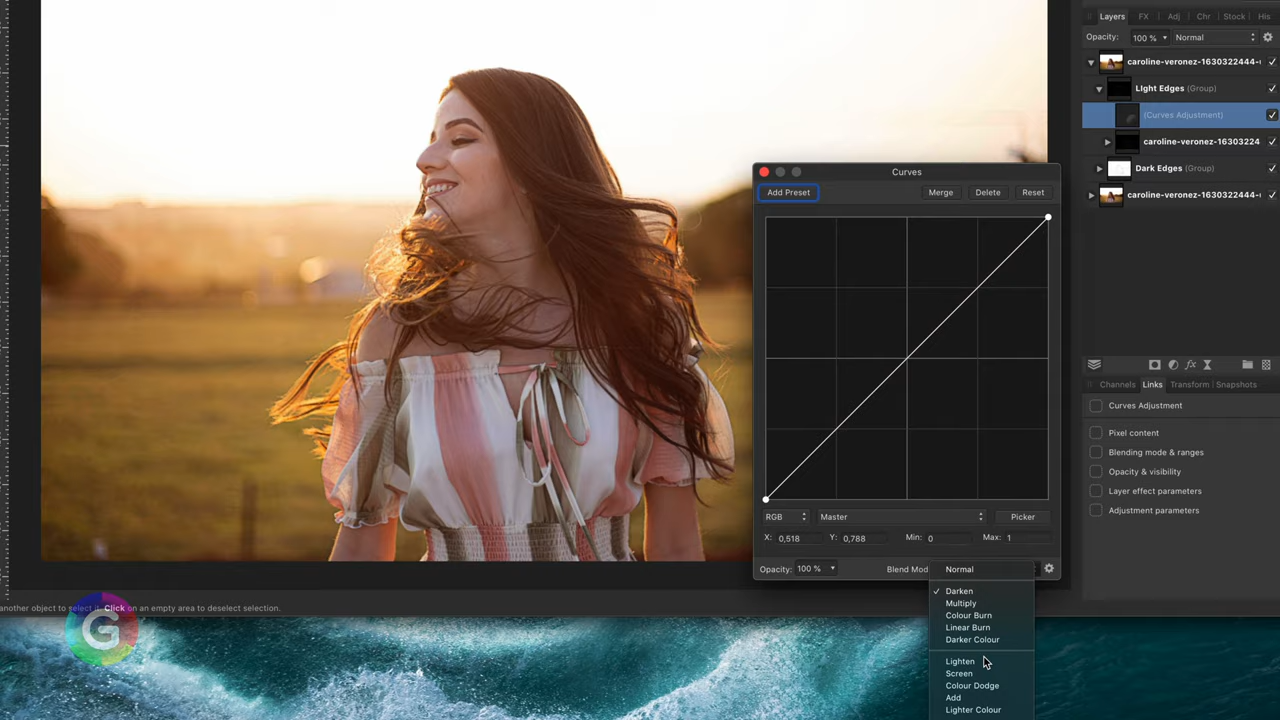 Layers FX Adj Chr Stock His
Opacity: 100 % Normal
caroline-veronez-1630322444-
LIght Edges (Group)
(Curves Adjustment)
caroline-veronez-16303224
Dark Edges (Group)
caroline-veronez-1630322444-
Curves
Add Preset Merge Delete Reset
RGB Master Picker
X: 0,518 Y: 0,788 Min: 0 Max: 1
Opacity: 100 % Blend Mod
Normal
✓ Darken
Multiply
Colour Burn
Linear Burn
Darker Colour
Lighten
Screen
Colour Dodge
Add
Lighter Colour
Channels Links Transform Snapshots
Curves Adjustment
Pixel content
Blending mode & ranges
Opacity & visibility
Layer effect parameters
Adjustment parameters
another object to select it. Click on an empty area to deselect selection.
G